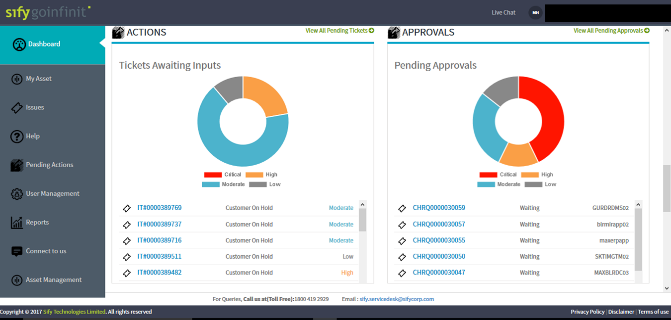 sify goinfinit
Live Chat
Dashboard
My Asset
Issues
Help
Pending Actions
User Management
Reports
Connect to us
Asset Management
ACTIONS
View All Pending Tickets
Tickets Awaiting Inputs
Critical High
Moderate Low
IT#0000389769 Customer On Hold Moderate
IT#0000389737 Customer On Hold Moderate
IT#0000389716 Customer On Hold Moderate
IT#0000389511 Customer On Hold Low
IT#0000389482 Customer On Hold High
APPROVALS
View All Pending Approvals
Pending Approvals
Critical High
Moderate Low
CHRQ0000030059 Waiting GURDRDMS02
CHRQ0000030057 Waiting birmirapp02
CHRQ0000030055 Waiting maxerpapp
CHRQ0000030050 Waiting SKTIMCTM02
CHRQ0000030047 Waiting MAXBLRDC03
For Queries, Call us at(Toll Free):1800 419 2929 Email : sify.servicedesk@sifycorp.com
Copyright © 2017 Sify Technologies Limited. All rights reserved
Privacy Policy | Disclaimer | Terms of use